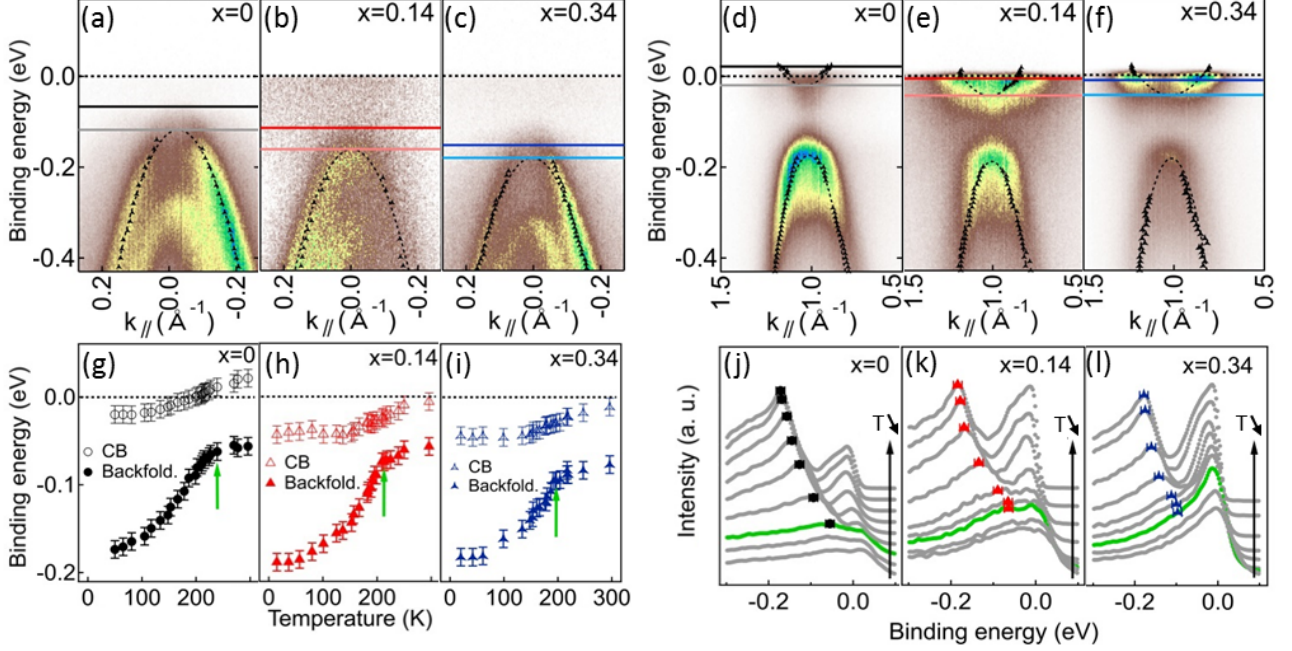 (a) x=0 (b) x=0.14 (c) x=0.34
Binding energy (eV)
0.0
-0.2
-0.4
0.2 0.0 -0.2 0.2 0.0 -0.2 0.2 0.0 -0.2
k// (Å-1) k// (Å-1) k// (Å-1)
(d) x=0 (e) x=0.14 (f) x=0.34
Binding energy (eV)
0.0
-0.2
-0.4
1.5 1.0 1.5 1.0 1.5 1.0 0.5
k// (Å-1) k// (Å-1) k// (Å-1)
(g) x=0 (h) x=0.14 (i) x=0.34
Binding energy (eV)
0.0
-0.1
-0.2
CB
Backfold.
CB
Backfold.
CB
Backfold.
0 100 200 0 100 200 0 100 200 300
Temperature (K)
(j) x=0 (k) x=0.14 (l) x=0.34
Intensity (a. u.)
T T T
-0.2 0.0 -0.2 0.0 -0.2 0.0
Binding energy (eV)